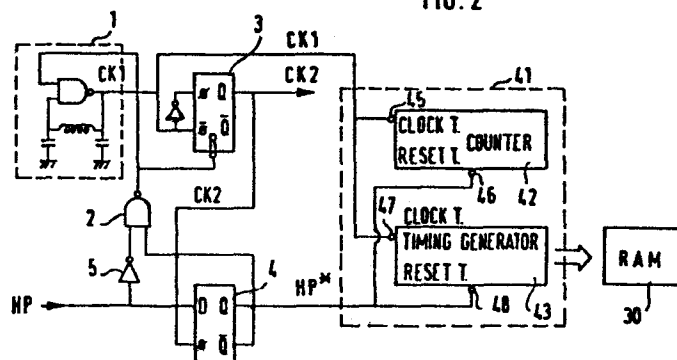 FIG. 2
1
3
CK1
CK1
CK2
41
ø Q
ø̄ Q̄
45
CLOCK T.
COUNTER
RESET T.
46
42
CK2
2
47
CLOCK T.
TIMING GENERATOR
RESET T.
48
43
RAM
30
5
4
HP
HP*
D Q
ø Q̄